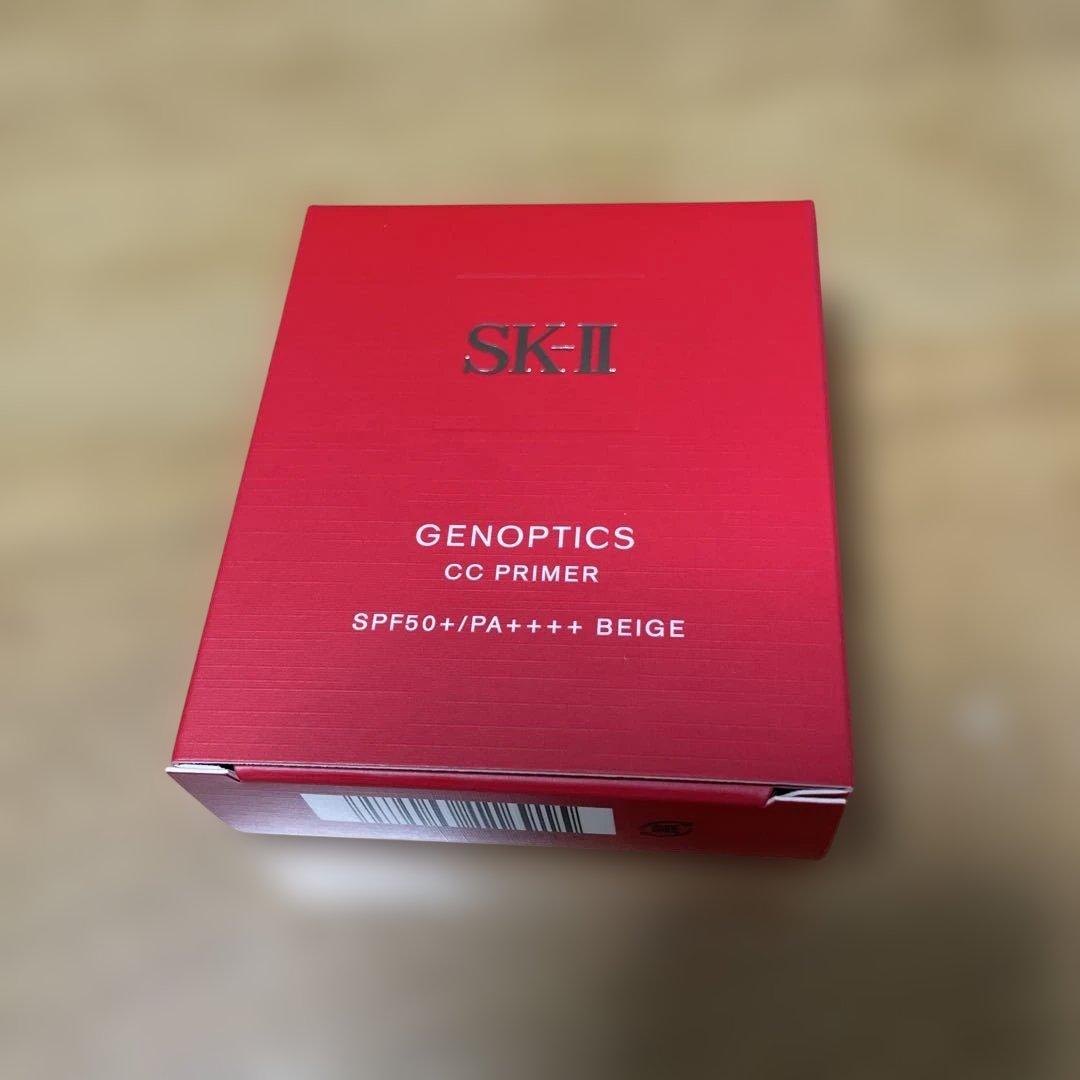 SK-II
GENOPTICS
CC PRIMER
SPF50+/PA++++ BEIGE